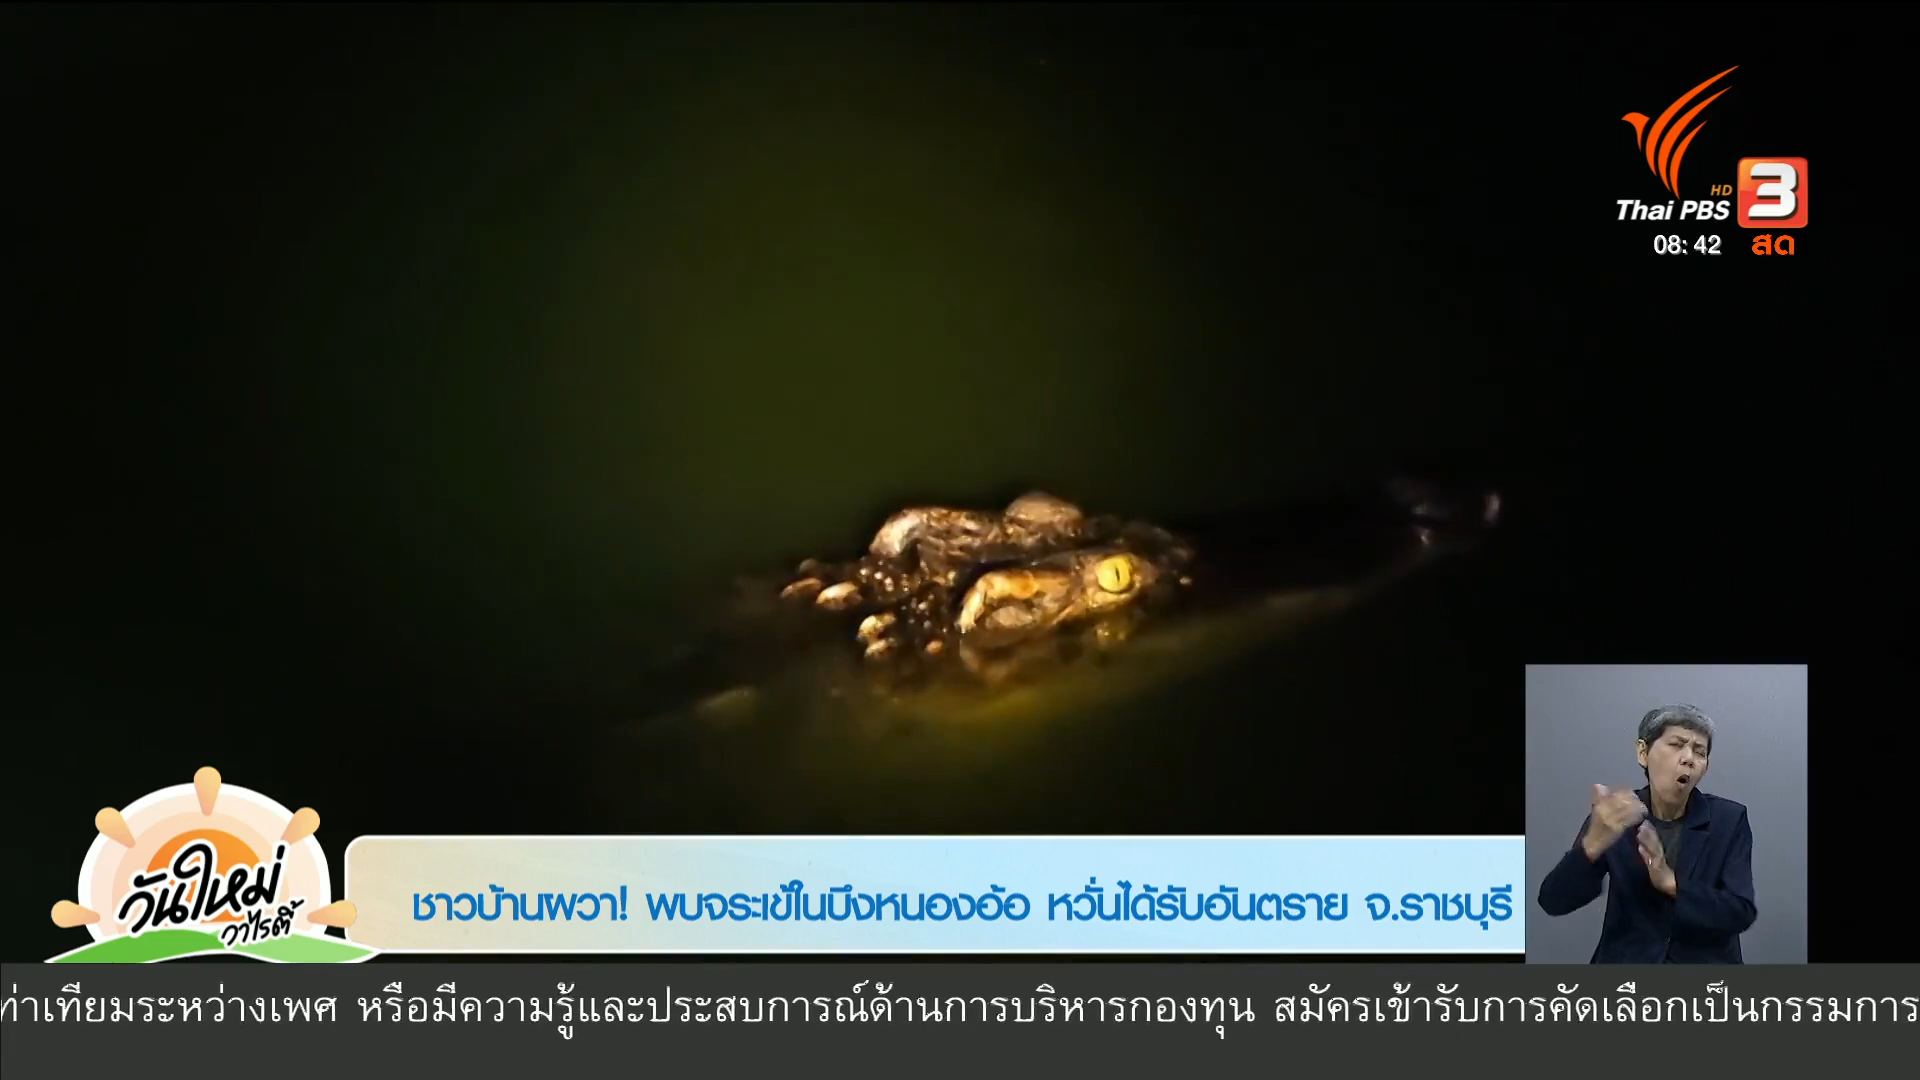 HD
Thai PBS 3
08:42 สด
วันใหม่
วาไรตี้
ชาวบ้านผวา! พบจระเข้ในบึงหนองอ้อ หวั่นได้รับอันตราย จ.ราชบุรี
ท่าเทียมระหว่างเพศ หรือมีความรู้และประสบการณ์ด้านการบริหารกองทุน สมัครเข้ารับการคัดเลือกเป็นกรรมการ